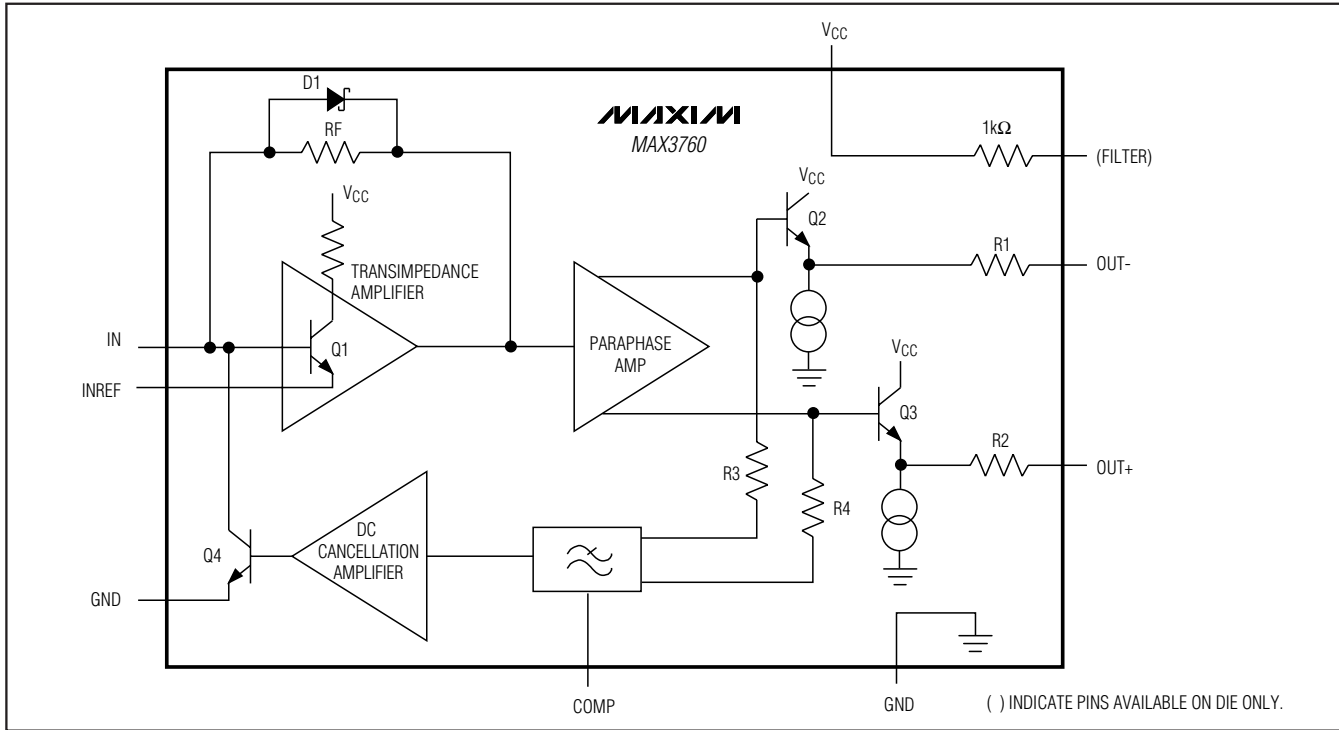 VCC
D1
MAXIM
MAX3760
1kΩ
RF
(FILTER)
VCC
VCC
Q2
R1
OUT-
TRANSIMPEDANCE
AMPLIFIER
IN
Q1
PARAPHASE
AMP
VCC
INREF
Q3
R2
OUT+
R3
R4
DC
CANCELLATION
AMPLIFIER
Q4
GND
COMP
GND
( ) INDICATE PINS AVAILABLE ON DIE ONLY.